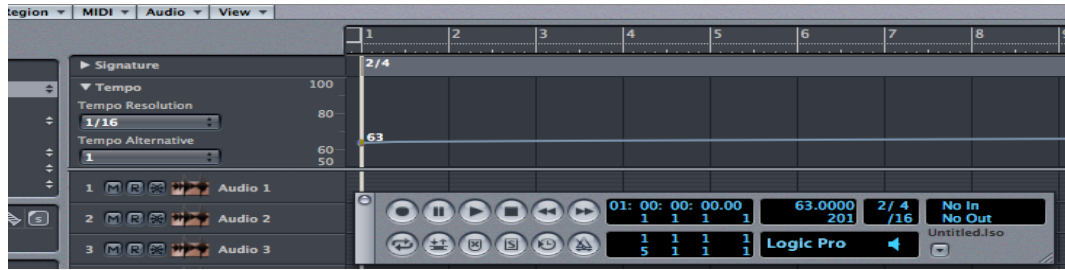 Region MIDI Audio View
1 2 3 4 5 6 7 8
Signature 2/4
Tempo 100
Tempo Resolution
1/16 80
Tempo Alternative 63
1 60
50
1 M R Audio 1
2 M R Audio 2
3 M R Audio 3
01: 00: 00: 00.00 63.0000 2/ 4 No In
1 1 1 1 201 /16 No Out
Untitled.lso
1 1 1 1 Logic Pro
5 1 1 1
S
S